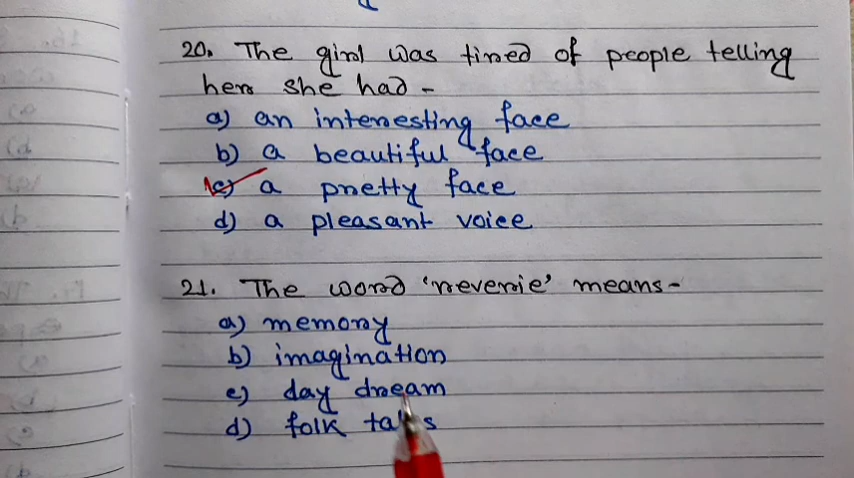 20. The girl was tired of people telling
her she had -
a) an interesting face
b) a beautiful face
c) a pretty face
d) a pleasant voice
21. The word 'reverie' means-
a) memory
b) imagination
c) day dream
d) folk tales